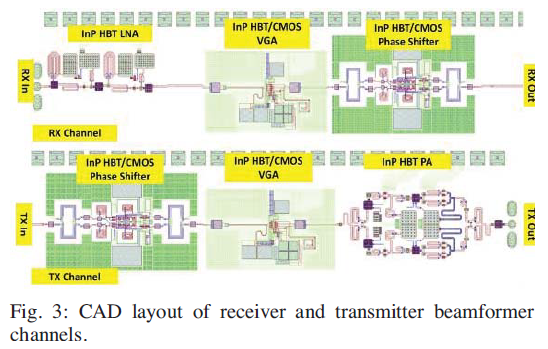 InP HBT LNA
InP HBT/CMOS
VGA
InP HBT/CMOS
Phase Shifter
RX In
RX Out
RX Channel
InP HBT/CMOS
Phase Shifter
InP HBT/CMOS
VGA
InP HBT PA
TX In
TX Out
TX Channel
Fig. 3: CAD layout of receiver and transmitter beamformer
channels.